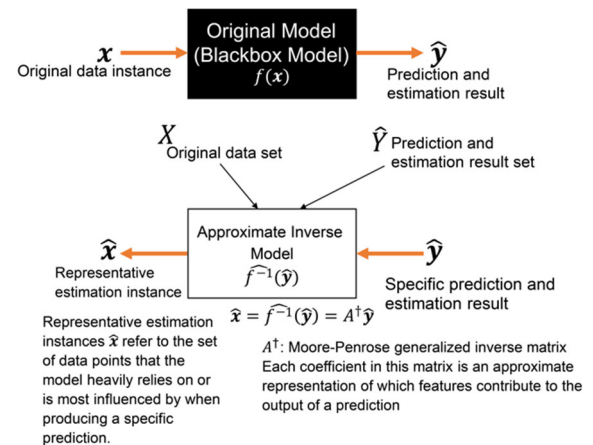 Original Model
(Blackbox Model)
f(x)
x
Original data instance
ŷ
Prediction and
estimation result
X
Original data set
Ŷ Prediction and
estimation result set
Approximate Inverse
Model
f⁻¹^(ŷ)
x̂
Representative
estimation instance
ŷ
Specific prediction and
estimation result
x̂ = f⁻¹^(ŷ) = A†ŷ
Representative estimation
instances x̂ refer to the set
of data points that the
model heavily relies on or
is most influenced by when
producing a specific
prediction.
A†: Moore-Penrose generalized inverse matrix
Each coefficient in this matrix is an approximate
representation of which features contribute to the
output of a prediction